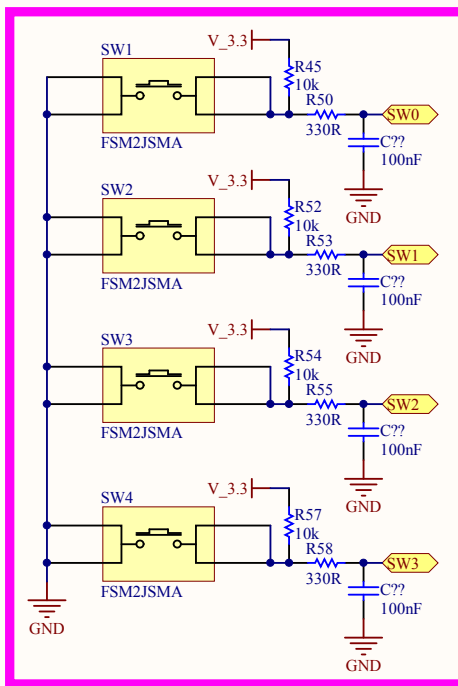 SW1
V_3.3
R45
10k
R50
330R
SW0
FSM2JSMA
C??
100nF
GND
SW2
V_3.3
R52
10k
R53
330R
SW1
FSM2JSMA
C??
100nF
GND
SW3
V_3.3
R54
10k
R55
330R
SW2
FSM2JSMA
C??
100nF
GND
SW4
V_3.3
R57
10k
R58
330R
SW3
FSM2JSMA
C??
100nF
GND
GND